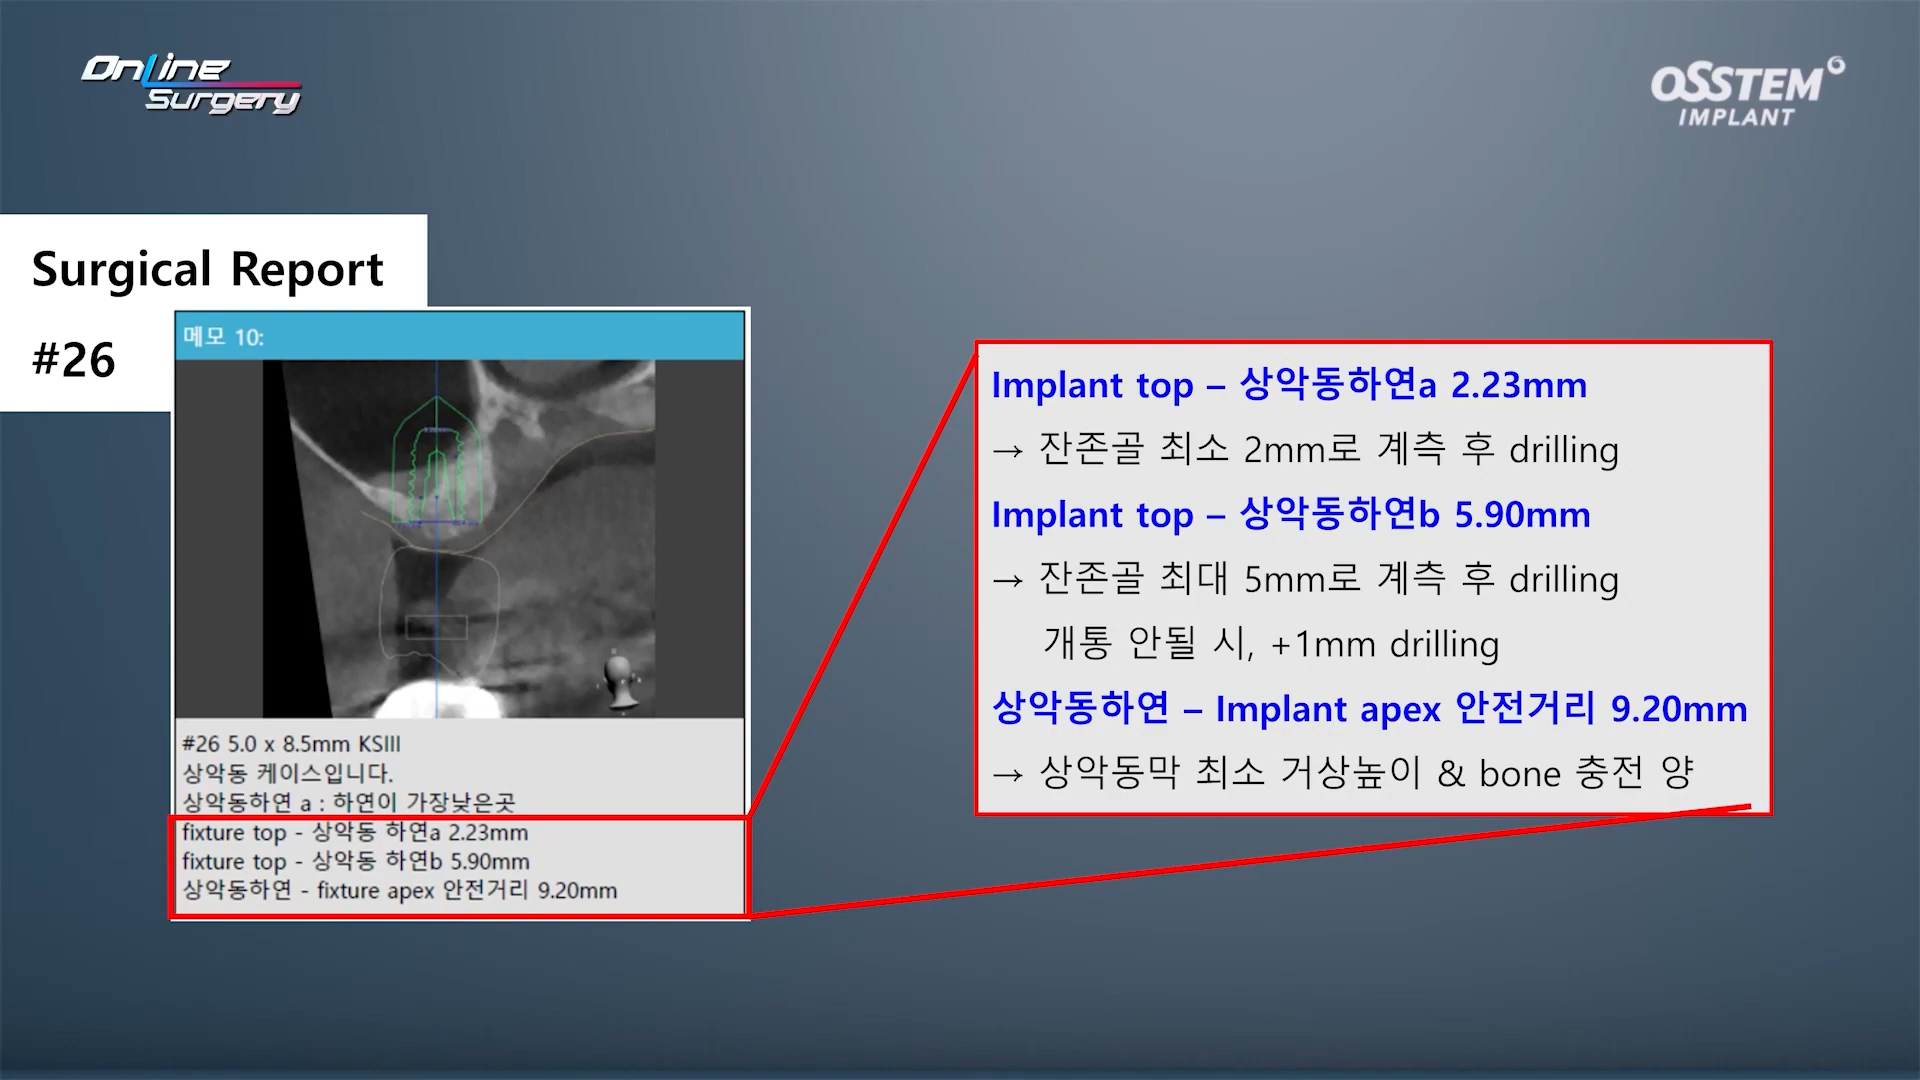 OnLine
Surgery
OSSTEM
IMPLANT
Surgical Report
#26
메모 10:
#26 5.0 x 8.5mm KSIII
상악동 케이스입니다.
상악동하연 a : 하연이 가장낮은곳
fixture top - 상악동 하연a 2.23mm
fixture top - 상악동 하연b 5.90mm
상악동하연 - fixture apex 안전거리 9.20mm
Implant top – 상악동하연a 2.23mm
→ 잔존골 최소 2mm로 계측 후 drilling
Implant top – 상악동하연b 5.90mm
→ 잔존골 최대 5mm로 계측 후 drilling
개통 안될 시, +1mm drilling
상악동하연 – Implant apex 안전거리 9.20mm
→ 상악동막 최소 거상높이 & bone 충전 양